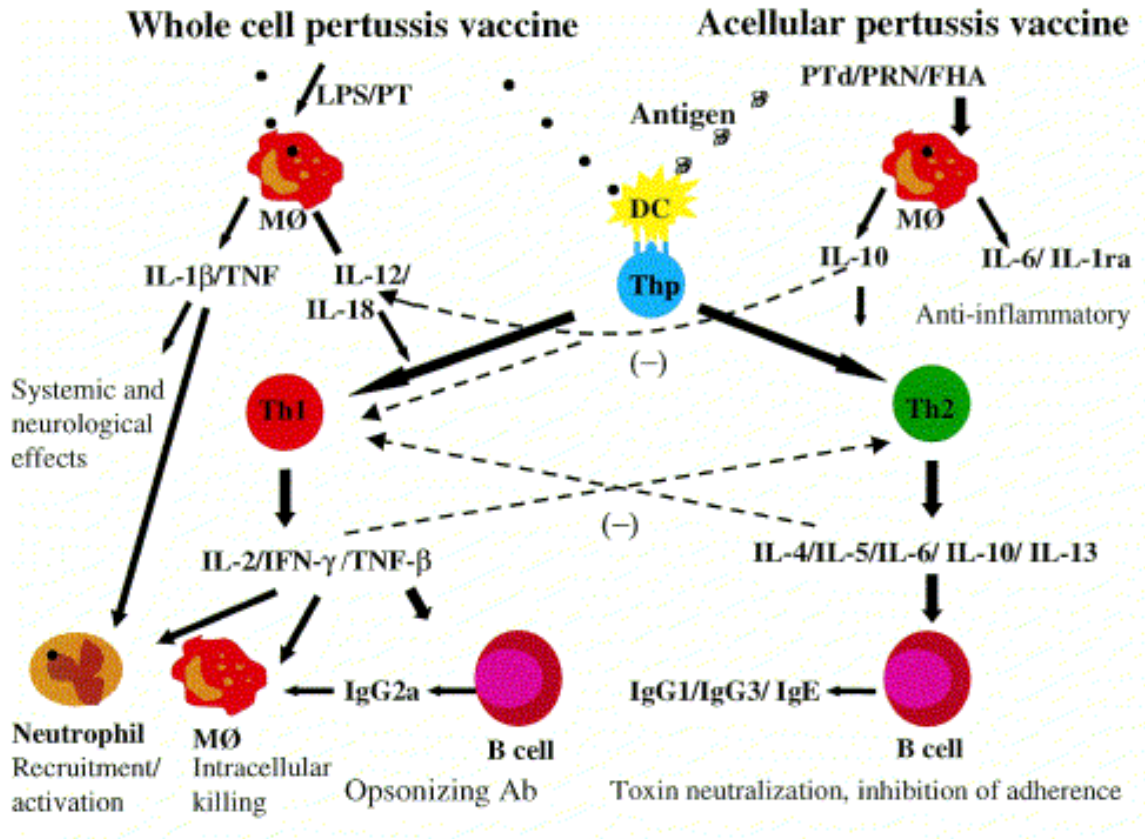 Whole cell pertussis vaccine
Acellular pertussis vaccine
LPS/PT
Antigen
PTd/PRN/FHA
MØ
DC
MØ
IL-1β/TNF
IL-12/
IL-18
Thp
IL-10
IL-6/ IL-1ra
Anti-inflammatory
(–)
Systemic and
neurological
effects
Th1
Th2
(–)
IL-2/IFN-γ /TNF-β
IL-4/IL-5/IL-6/ IL-10/ IL-13
IgG2a
IgG1/IgG3/ IgE
Neutrophil
Recruitment/
activation
MØ
Intracellular
killing
B cell
Opsonizing Ab
B cell
Toxin neutralization, inhibition of adherence